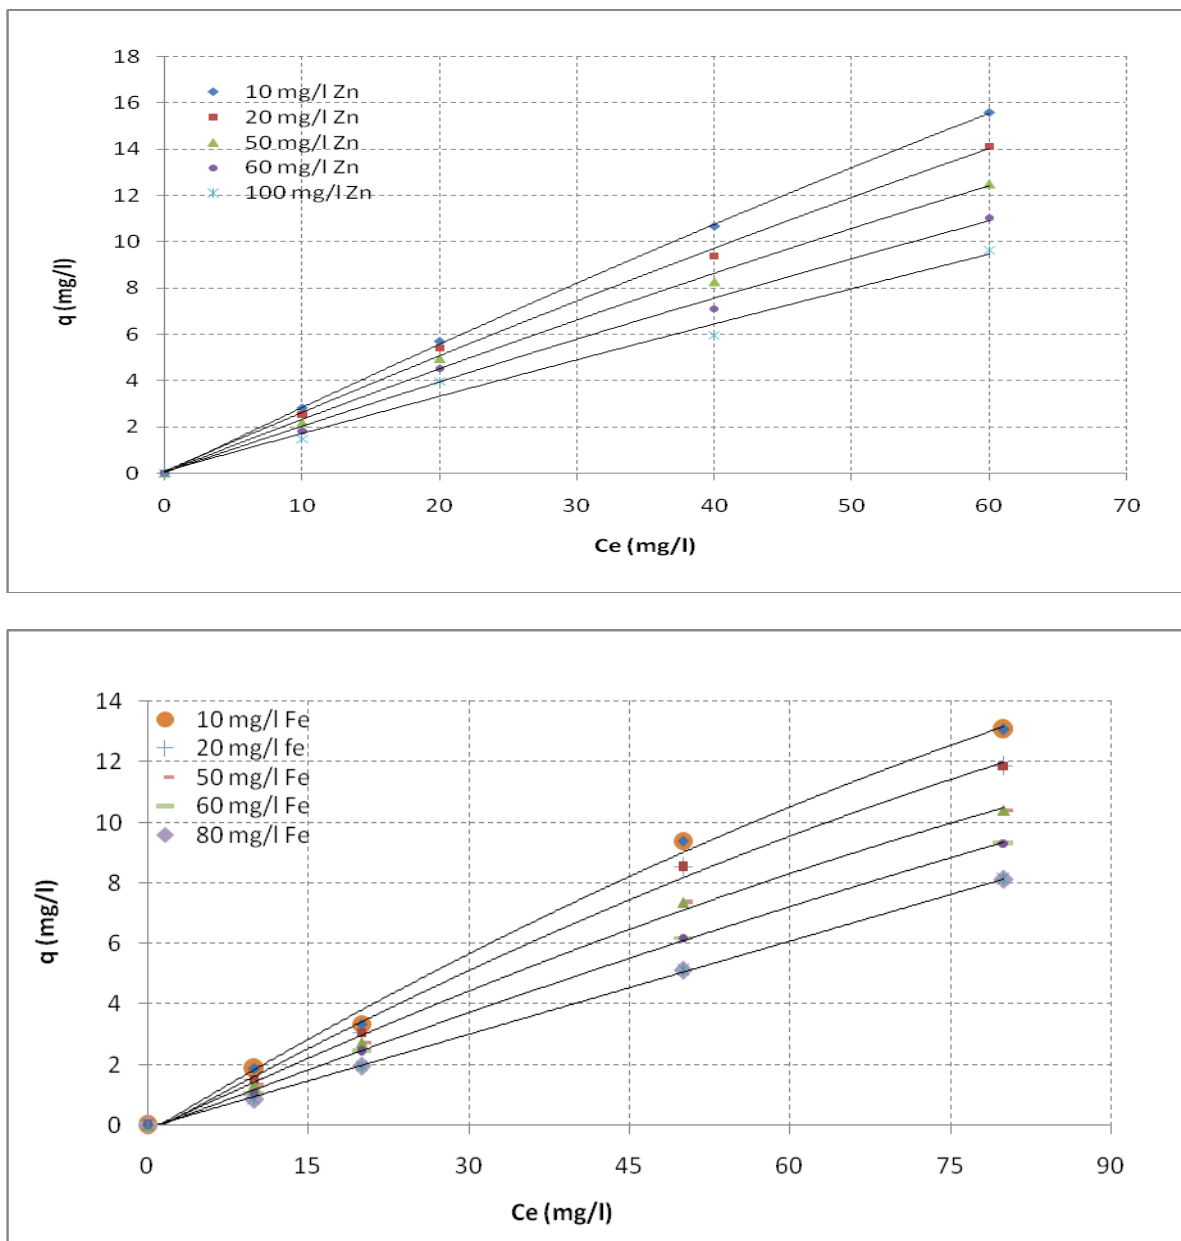 18
16
14
12
10
8
6
4
2
0
q (mg/l)
10 mg/l Zn
20 mg/l Zn
50 mg/l Zn
60 mg/l Zn
100 mg/l Zn
0 10 20 30 40 50 60 70
Ce (mg/l)
14
12
10
8
6
4
2
0
q (mg/l)
10 mg/l Fe
20 mg/l fe
50 mg/l Fe
60 mg/l Fe
80 mg/l Fe
0 15 30 45 60 75 90
Ce (mg/l)